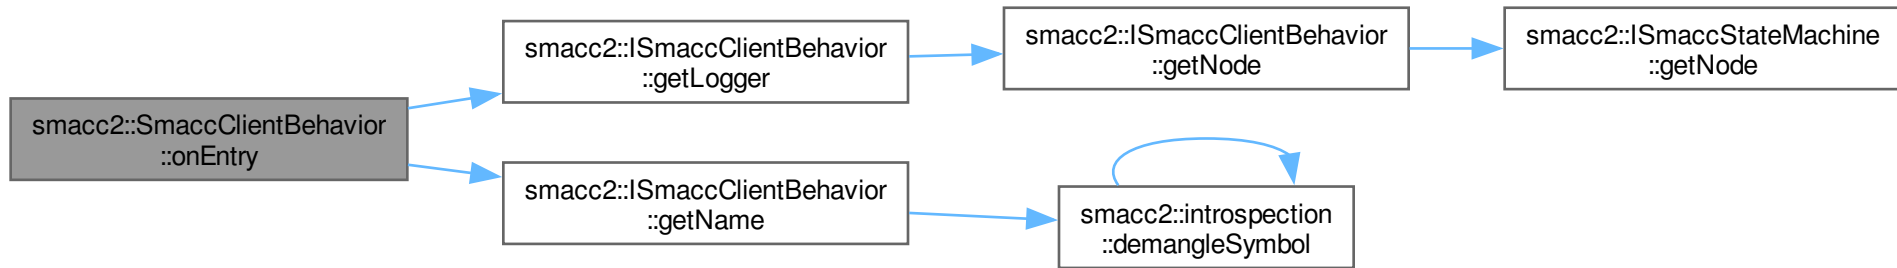 smacc2::SmaccClientBehavior
::onEntry
smacc2::ISmaccClientBehavior
::getLogger
smacc2::ISmaccClientBehavior
::getNode
smacc2::ISmaccStateMachine
::getNode
smacc2::ISmaccClientBehavior
::getName
smacc2::introspection
::demangleSymbol